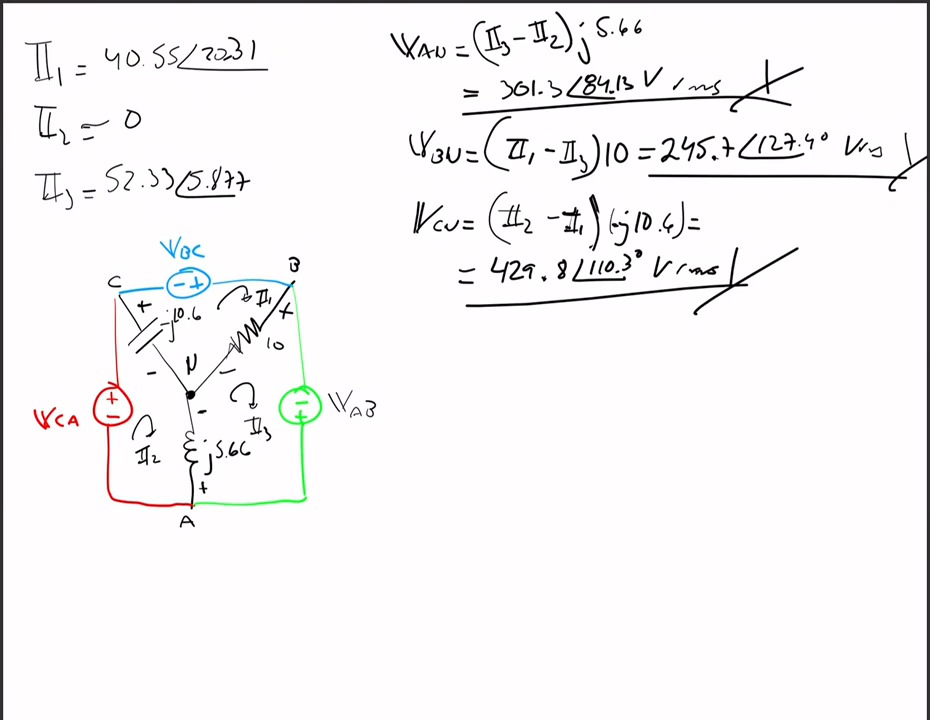 𝕀₁ = 40.55∠20.31
𝕀₂ = 0
𝕀₃ = 52.33∠5.877
𝕍AN = (𝕀₃ - 𝕀₂) j5.66
= 301.3∠84.13 V rms
𝕍BN = (𝕀₁ - 𝕀₃)10 = 245.7∠127.4° Vrms
𝕍CN = (𝕀₂ - 𝕀₁)(-j10.6) =
= 429.8∠110.3° V rms
𝕍BC
C
- +
B
+
-j10.6
𝕀₁
+
10
-
N
-
-
𝕍CA
+
-
𝕀₂
𝕀₃
-
+
𝕍AB
j5.66
+
A